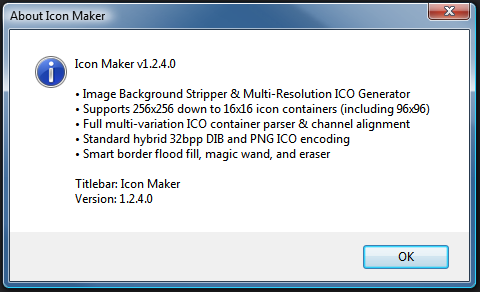 About Icon Maker
Icon Maker v1.2.4.0
• Image Background Stripper & Multi-Resolution ICO Generator
• Supports 256x256 down to 16x16 icon containers (including 96x96)
• Full multi-variation ICO container parser & channel alignment
• Standard hybrid 32bpp DIB and PNG ICO encoding
• Smart border flood fill, magic wand, and eraser
Titlebar: Icon Maker
Version: 1.2.4.0
OK